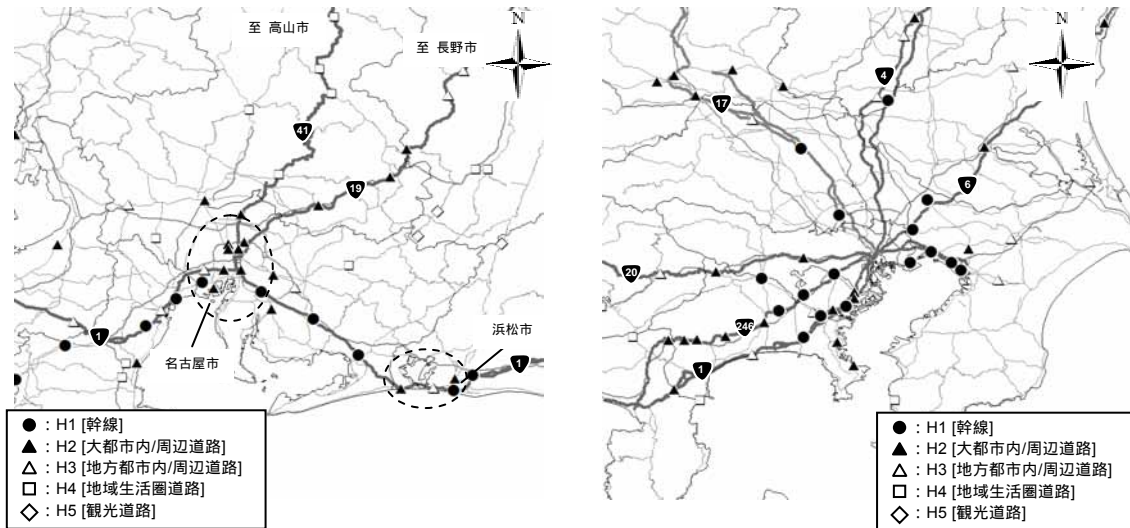 至 高山市
至 長野市
N
41
19
1
名古屋市
浜松市
1
● : H1 [幹線]
▲ : H2 [大都市内/周辺道路]
△ : H3 [地方都市内/周辺道路]
□ : H4 [地域生活圏道路]
◇ : H5 [観光道路]
N
4
17
6
20
246
1
● : H1 [幹線]
▲ : H2 [大都市内/周辺道路]
△ : H3 [地方都市内/周辺道路]
□ : H4 [地域生活圏道路]
◇ : H5 [観光道路]